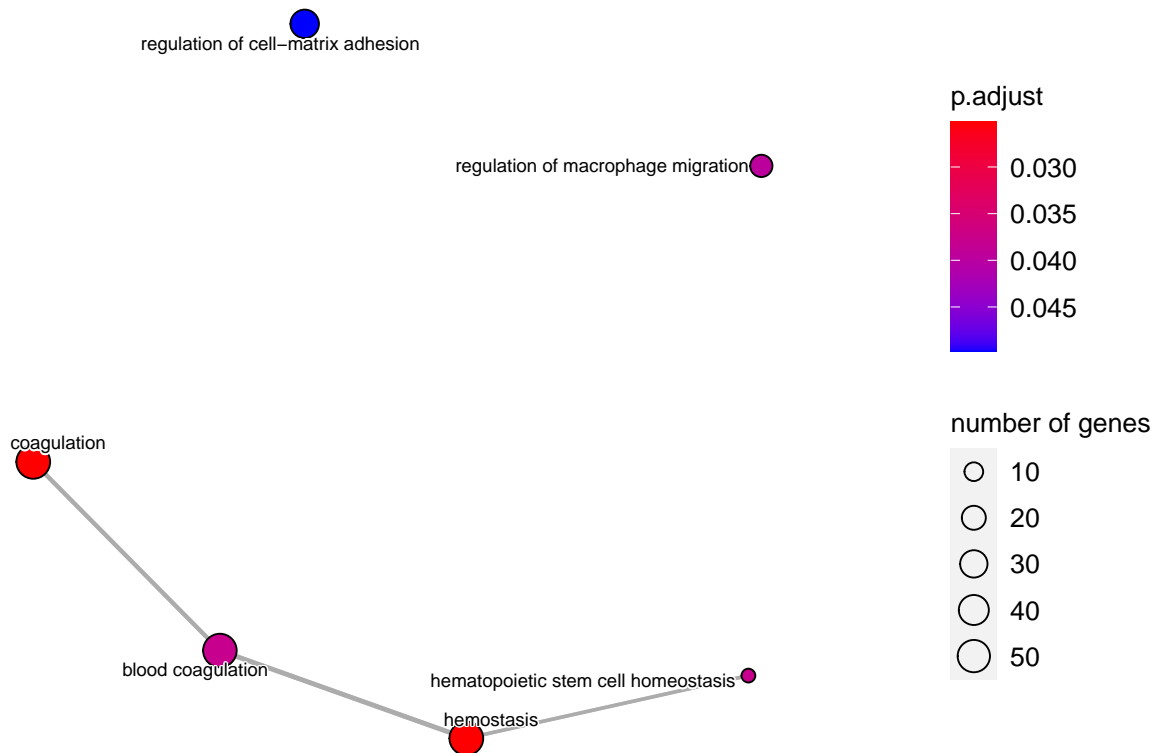 regulation of cell−matrix adhesion
regulation of macrophage migration
coagulation
blood coagulation
hematopoietic stem cell homeostasis
hemostasis
p.adjust
0.030
0.035
0.040
0.045
number of genes
10
20
30
40
50